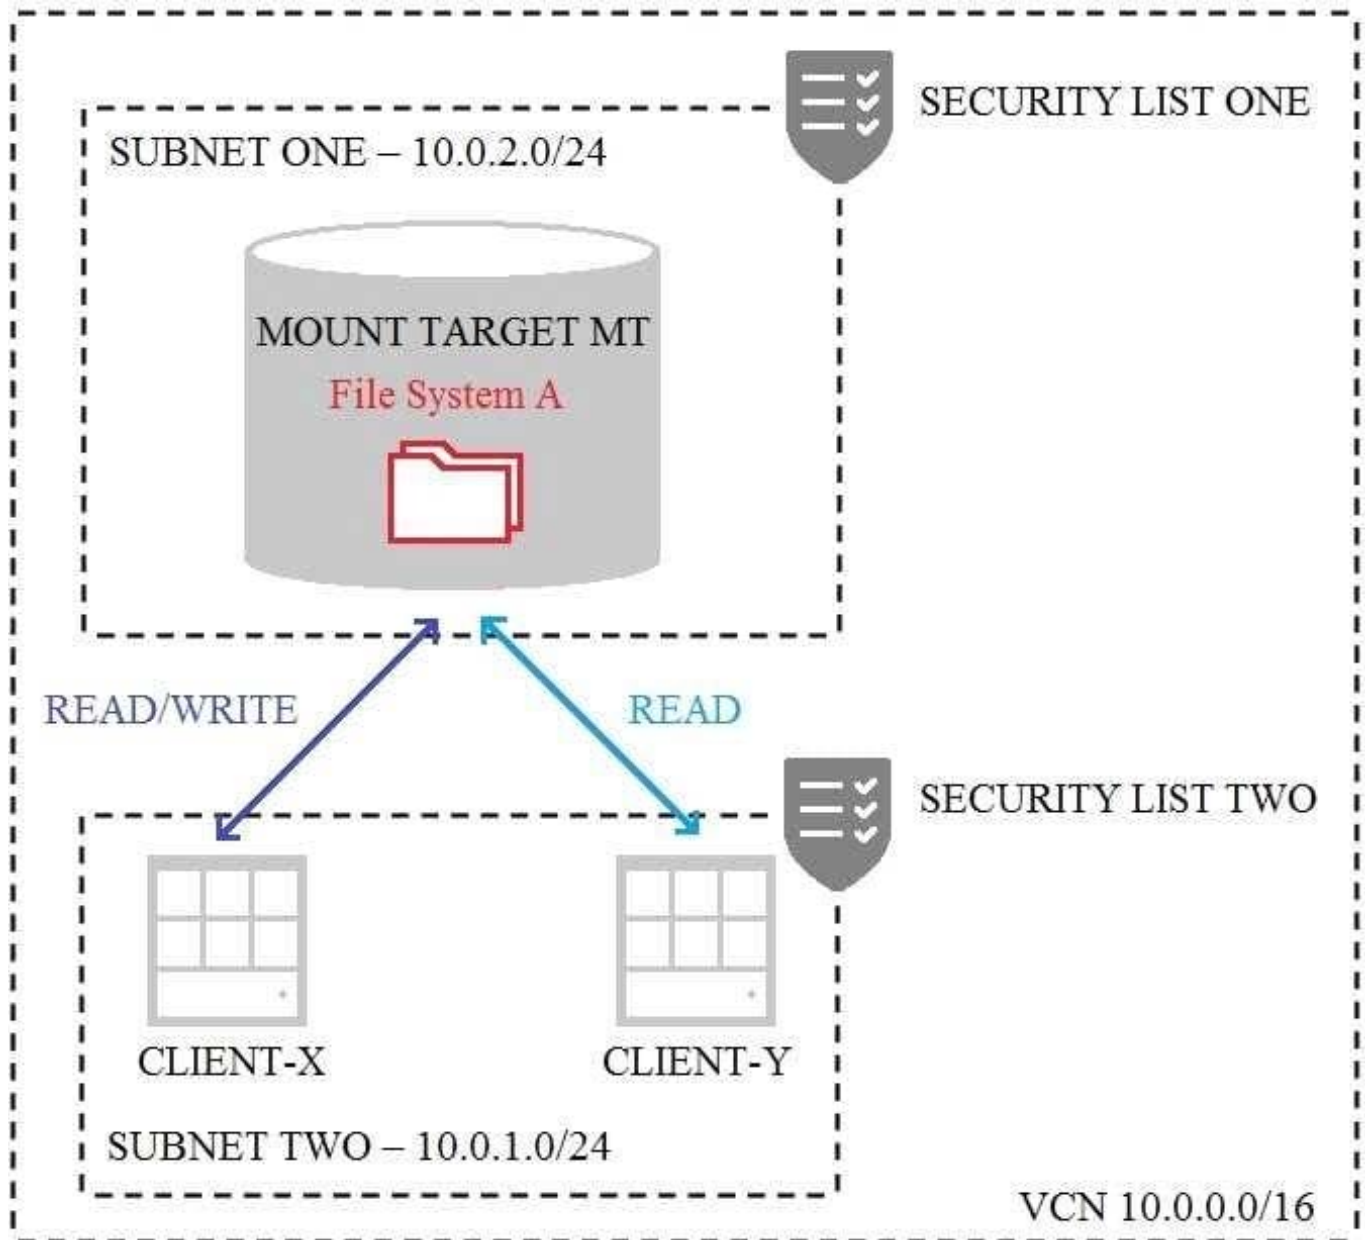 SECURITY LIST ONE
SUBNET ONE – 10.0.2.0/24
MOUNT TARGET MT
File System A
READ/WRITE
READ
SECURITY LIST TWO
CLIENT-X
CLIENT-Y
SUBNET TWO – 10.0.1.0/24
VCN 10.0.0.0/16